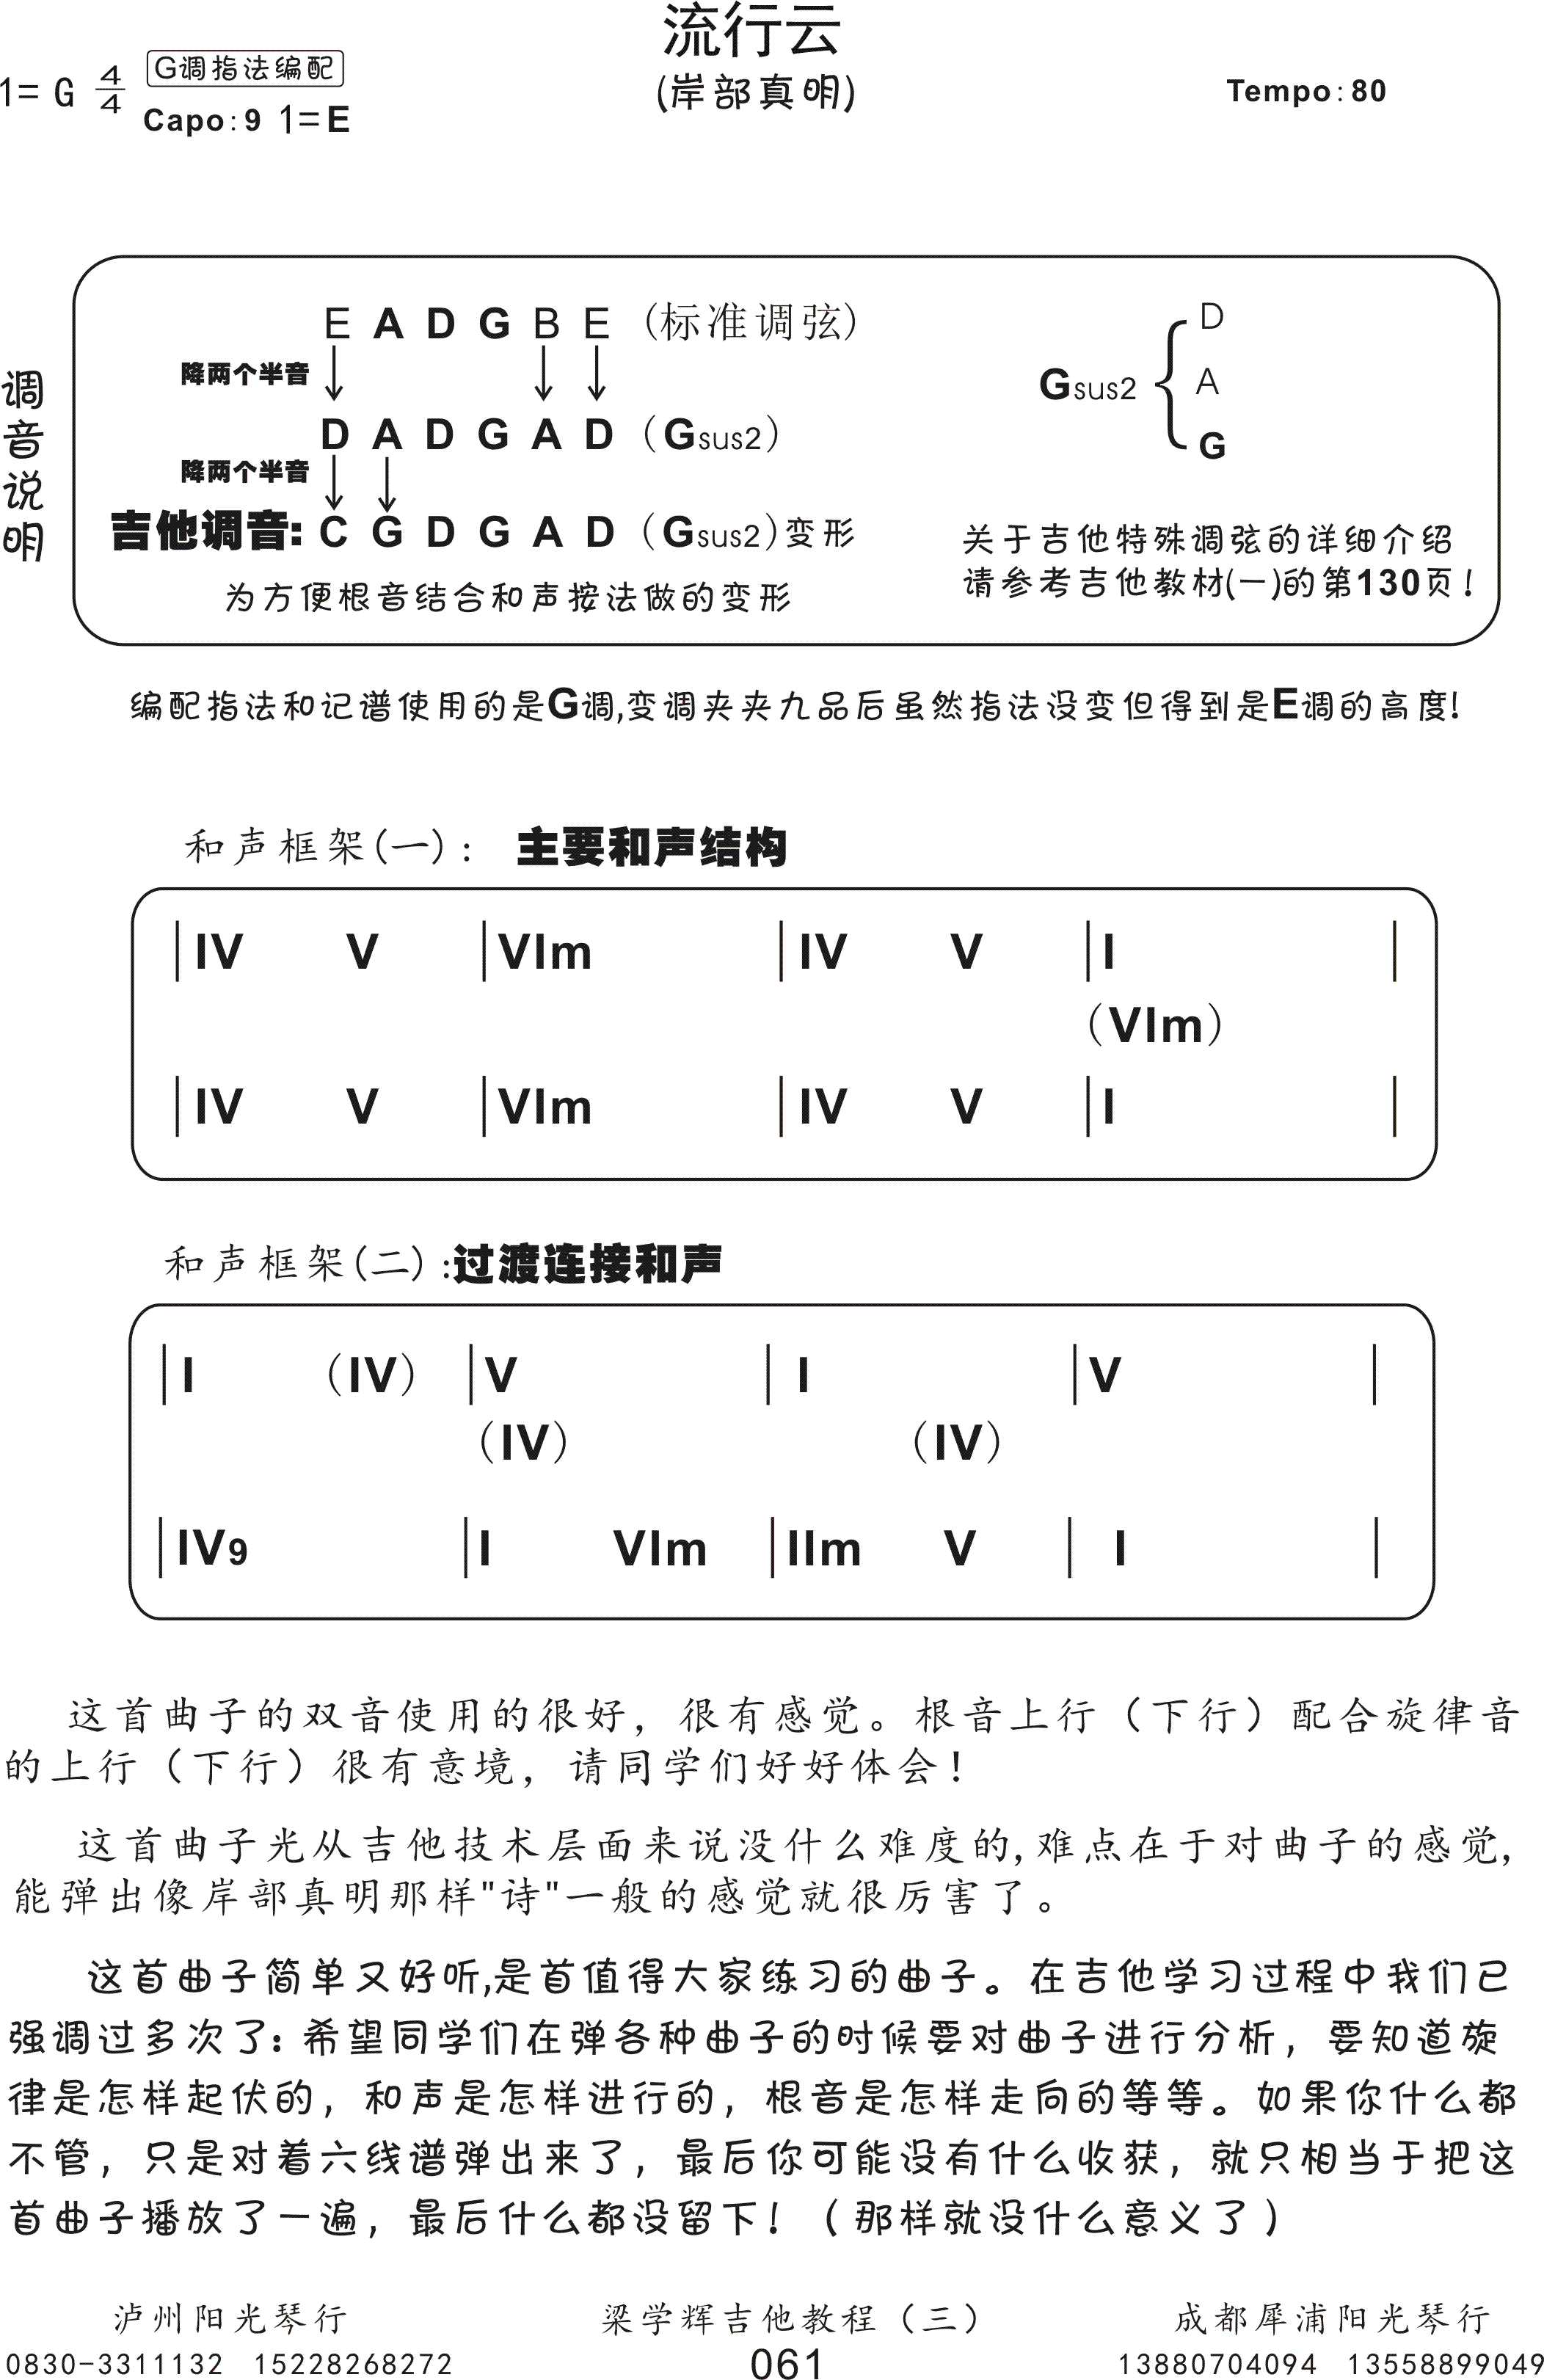 流行云
1= G 4/4 G调指法编配
(岸部真明)
Tempo:80
Capo:9 1=E
调音说明
E A D G B E (标准调弦)
降两个半音
D A D G A D (Gsus2)
降两个半音
吉他调音: C G D G A D (Gsus2)变形
为方便根音结合和声按法做的变形
Gsus2 { D
A
G
关于吉他特殊调弦的详细介绍
请参考吉他教材(一)的第130页!
编配指法和记谱使用的是G调,变调夹夹九品后虽然指法没变但得到是E调的高度!
和声框架(一): 主要和声结构
|IV V |VIm |IV V |I |
(VIm)
|IV V |VIm |IV V |I |
和声框架(二):过渡连接和声
|I (IV) |V | I |V |
(IV) (IV)
|IV9 |I VIm |IIm V | I |
这首曲子的双音使用的很好，很有感觉。根音上行（下行）配合旋律音
的上行（下行）很有意境，请同学们好好体会！
这首曲子光从吉他技术层面来说没什么难度的,难点在于对曲子的感觉,
能弹出像岸部真明那样"诗"一般的感觉就很厉害了。
这首曲子简单又好听,是首值得大家练习的曲子。在吉他学习过程中我们已
强调过多次了:希望同学们在弹各种曲子的时候要对曲子进行分析，要知道旋
律是怎样起伏的，和声是怎样进行的，根音是怎样走向的等等。如果你什么都
不管，只是对着六线谱弹出来了，最后你可能没有什么收获，就只相当于把这
首曲子播放了一遍，最后什么都没留下！（那样就没什么意义了）
泸州阳光琴行 梁学辉吉他教程（三） 成都犀浦阳光琴行
0830-3311132 15228268272 061 13880704094 13558899049